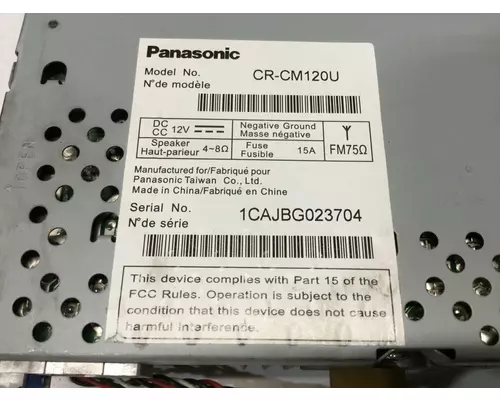 Panasonic
Model No. CR-CM120U
N°de modèle
DC CC 12V Negative Ground Masse négative
Speaker Haut-parieur 4~8Ω Fuse Fusible 15A FM75Ω
Manufactured for/Fabriqué pour
Panasonic Taiwan Co., Ltd.
Made in China/Fabriqué en Chine
Serial No. 1CAJBG023704
N°de série
This device complies with Part 15 of the
FCC Rules. Operation is subject to the
condition that this device does not cause
harmful interference.